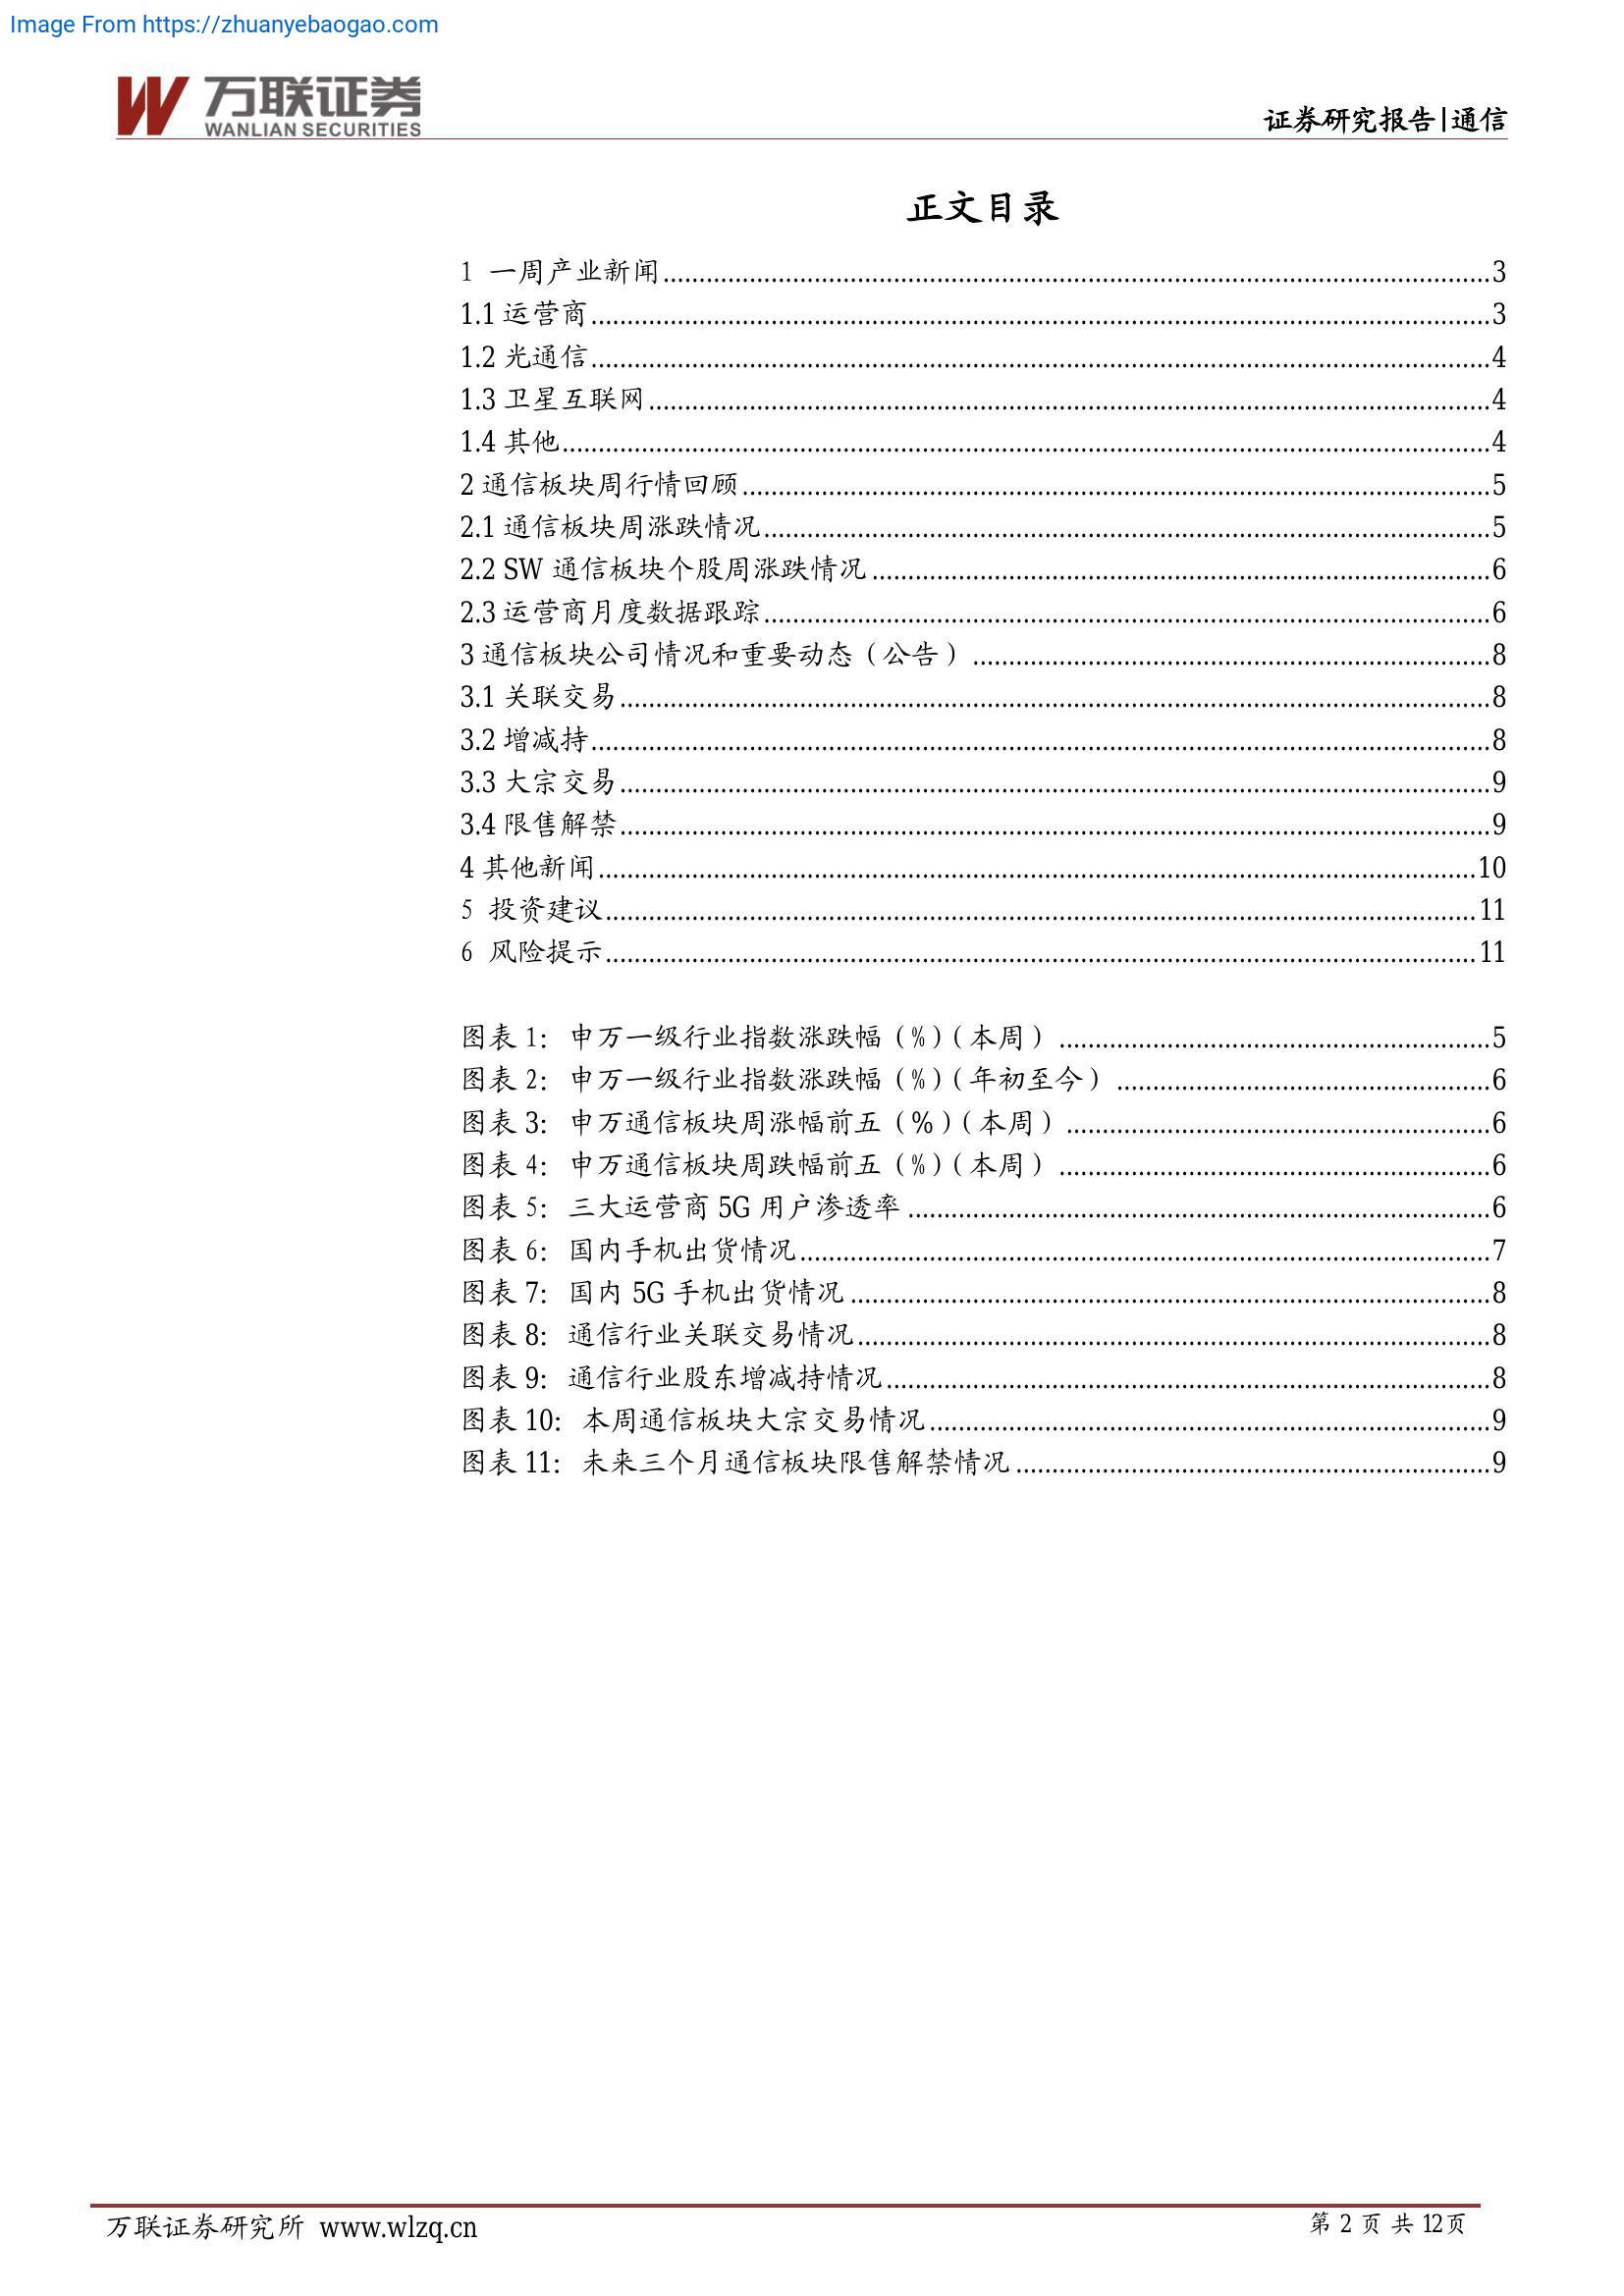 Image From https://zhuanyebaogao.com
万联证券
WANLIAN SECURITIES
证券研究报告|通信
正文目录
1 一周产业新闻........3
1.1 运营商........3
1.2 光通信........4
1.3 卫星互联网........4
1.4 其他........4
2 通信板块周行情回顾........5
2.1 通信板块周涨跌情况........5
2.2 SW 通信板块个股周涨跌情况........6
2.3 运营商月度数据跟踪........6
3 通信板块公司情况和重要动态（公告）........8
3.1 关联交易........8
3.2 增减持........8
3.3 大宗交易........9
3.4 限售解禁........9
4 其他新闻........10
5 投资建议........11
6 风险提示........11
图表 1：申万一级行业指数涨跌幅（%）（本周）........5
图表 2：申万一级行业指数涨跌幅（%）（年初至今）........6
图表 3：申万通信板块周涨幅前五（%）（本周）........6
图表 4：申万通信板块周跌幅前五（%）（本周）........6
图表 5：三大运营商 5G 用户渗透率........6
图表 6：国内手机出货情况........7
图表 7：国内 5G 手机出货情况........8
图表 8：通信行业关联交易情况........8
图表 9：通信行业股东增减持情况........8
图表 10：本周通信板块大宗交易情况........9
图表 11：未来三个月通信板块限售解禁情况........9
万联证券研究所 www.wlzq.cn
第 2 页 共 12页